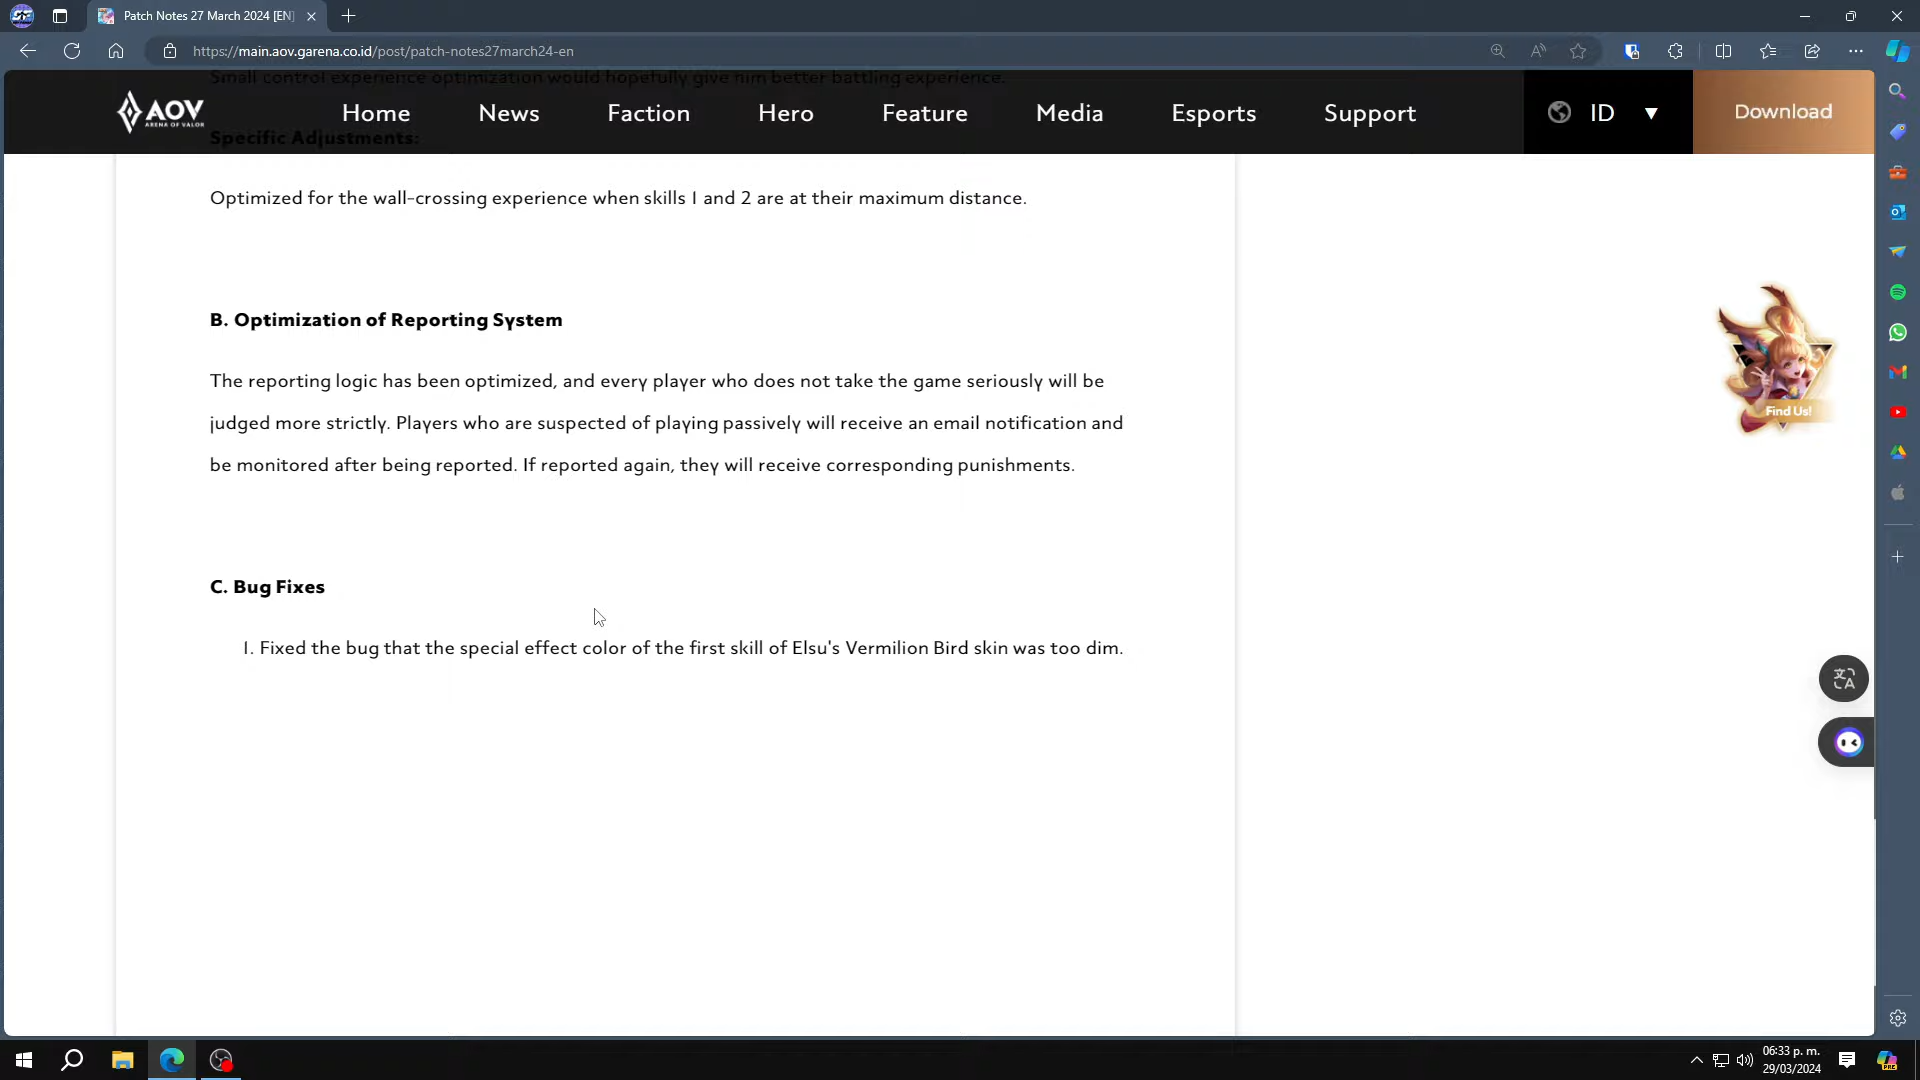 Patch Notes 27 March 2024 [EN]
https://main.aov.garena.co.id/post/patch-notes27march24-en
Small control experience optimization would hopefully give him better battling experience.
AOV
ARENA OF VALOR
Home News Faction Hero Feature Media Esports Support ID ▼ Download
Specific Adjustments:
Optimized for the wall-crossing experience when skills 1 and 2 are at their maximum distance.
B. Optimization of Reporting System
The reporting logic has been optimized, and every player who does not take the game seriously will be
judged more strictly. Players who are suspected of playing passively will receive an email notification and
be monitored after being reported. If reported again, they will receive corresponding punishments.
Find Us!
C. Bug Fixes
1. Fixed the bug that the special effect color of the first skill of Elsu's Vermilion Bird skin was too dim.
06:33 p. m.
29/03/2024